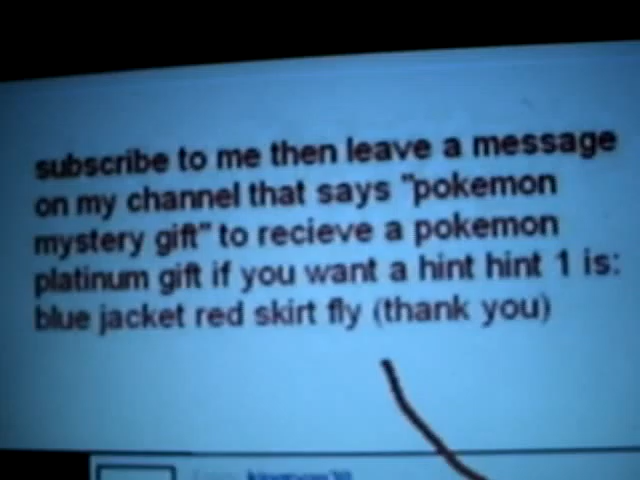 subscribe to me then leave a message
on my channel that says "pokemon
mystery gift" to recieve a pokemon
platinum gift if you want a hint hint 1 is:
blue jacket red skirt fly (thank you)